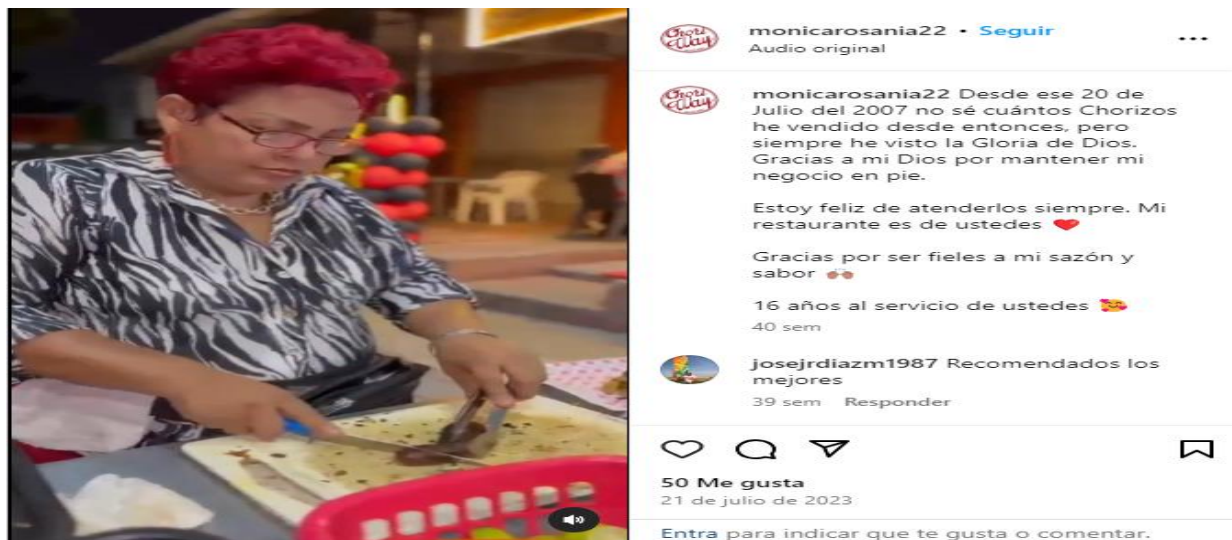 Chori Way
monicarosania22 • Seguir
Audio original
Chori Way
monicarosania22 Desde ese 20 de
Julio del 2007 no sé cuántos Chorizos
he vendido desde entonces, pero
siempre he visto la Gloria de Dios.
Gracias a mi Dios por mantener mi
negocio en pie.
Estoy feliz de atenderlos siempre. Mi
restaurante es de ustedes ❤️
Gracias por ser fieles a mi sazón y
sabor 🙌🏽
16 años al servicio de ustedes 🥰
40 sem
josejrdiazm1987 Recomendados los
mejores
39 sem Responder
50 Me gusta
21 de julio de 2023
Entra para indicar que te gusta o comentar.